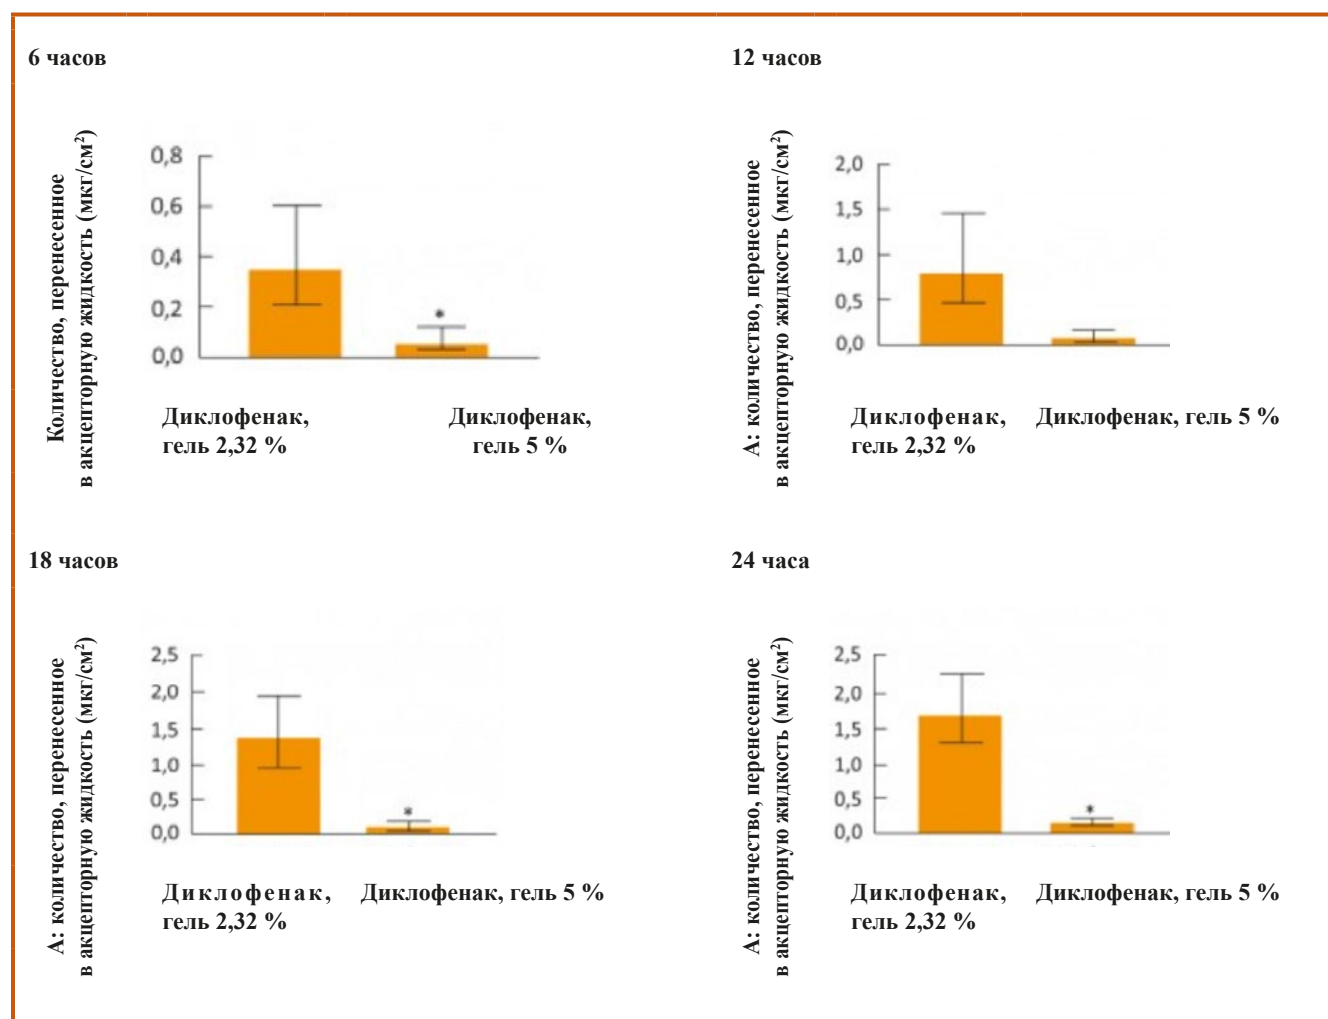 6 часов
Количество, перенесенное
в акцепторную жидкость (мкг/см²)
0,8
0,6
0,4
0,2
0,0
*
Диклофенак,
гель 2,32 %
Диклофенак,
гель 5 %
12 часов
А: количество, перенесенное
в акцепторную жидкость (мкг/см²)
2,0
1,5
1,0
0,5
0,0
Диклофенак,
гель 2,32 %
Диклофенак, гель 5 %
18 часов
А: количество, перенесенное
в акцепторную жидкость (мкг/см²)
2,5
2,0
1,5
1,0
0,5
0,0
*
Диклофенак,
гель 2,32 %
Диклофенак, гель 5 %
24 часа
А: количество, перенесенное
в акцепторную жидкость (мкг/см²)
2,5
2,0
1,5
1,0
0,5
0,0
*
Диклофенак,
гель 2,32 %
Диклофенак, гель 5 %